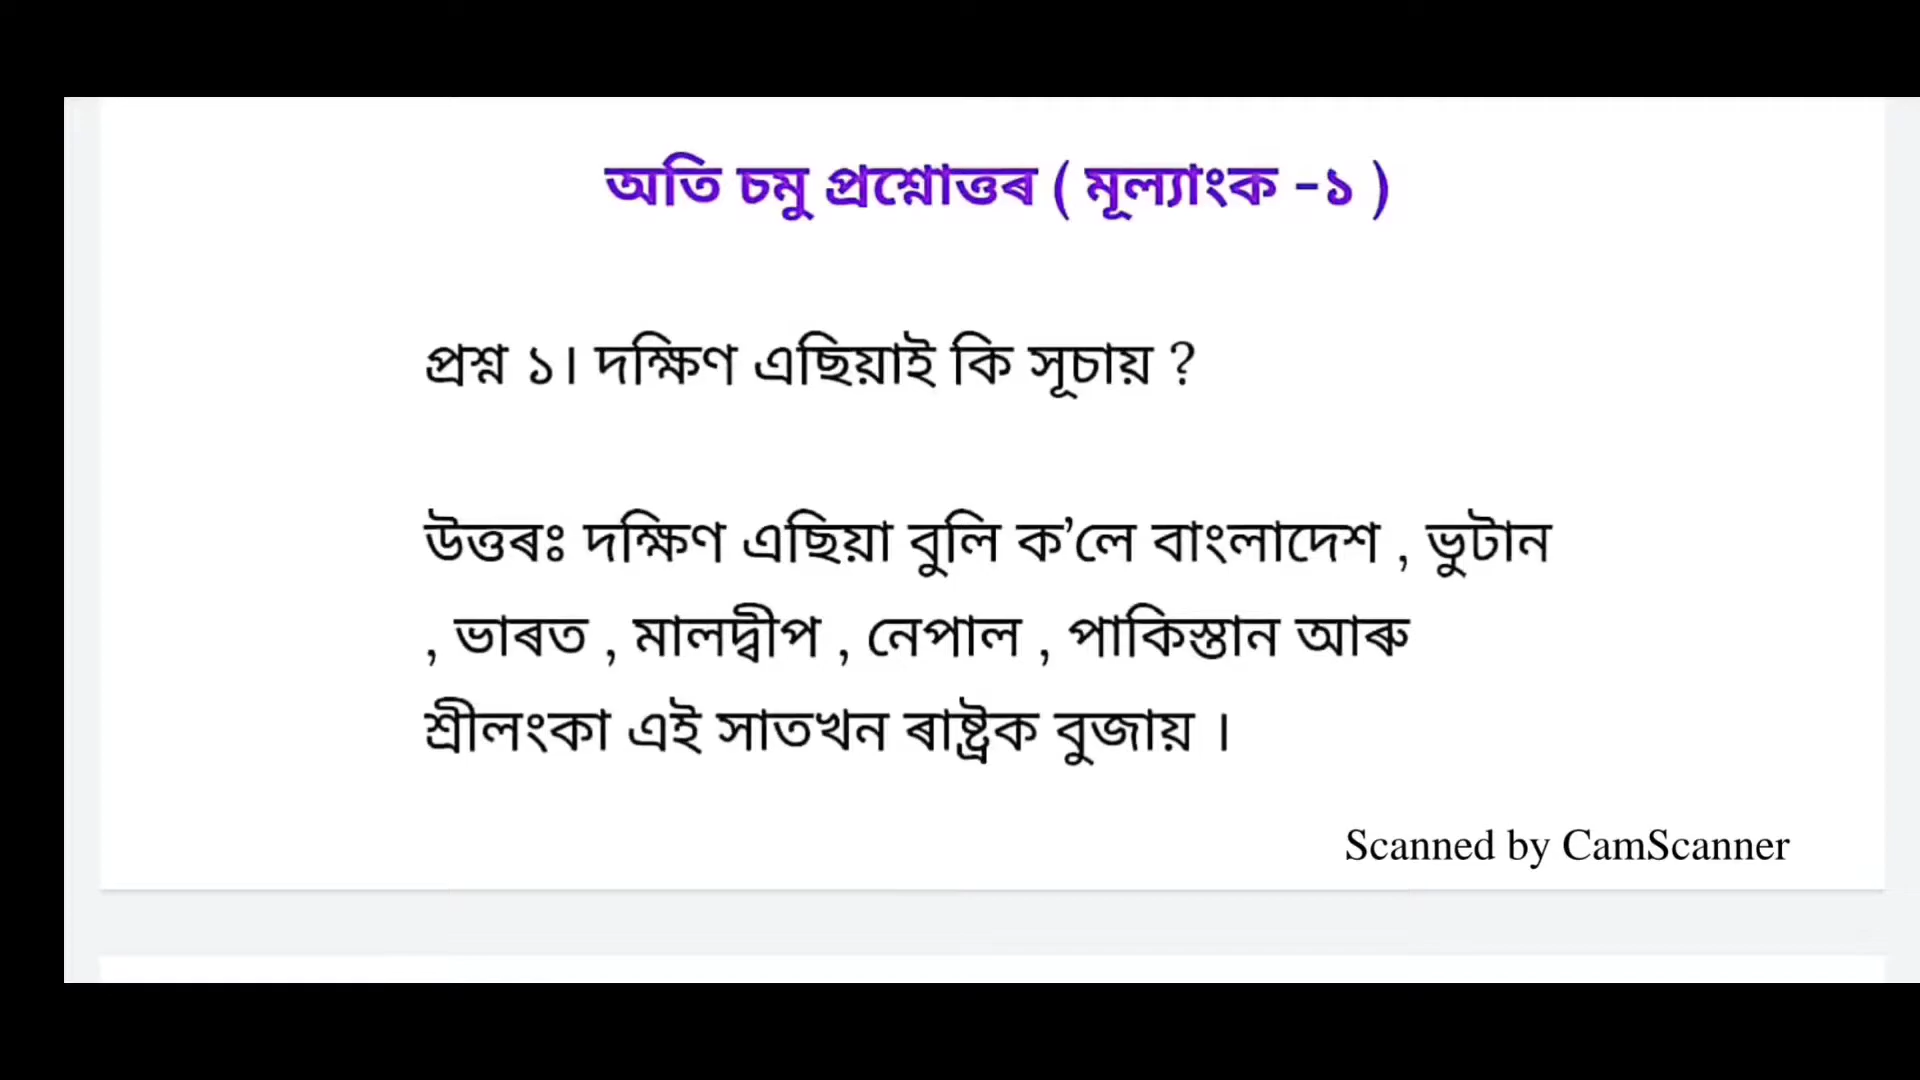 অতি চমু প্ৰশ্নোত্তৰ ( মূল্যাংক -১ )
প্ৰশ্ন ১। দক্ষিণ এছিয়াই কি সূচায় ?
উত্তৰঃ দক্ষিণ এছিয়া বুলি ক’লে বাংলাদেশ , ভুটান
, ভাৰত , মালদ্বীপ , নেপাল , পাকিস্তান আৰু
শ্ৰীলংকা এই সাতখন ৰাষ্ট্ৰক বুজায় ।
Scanned by CamScanner